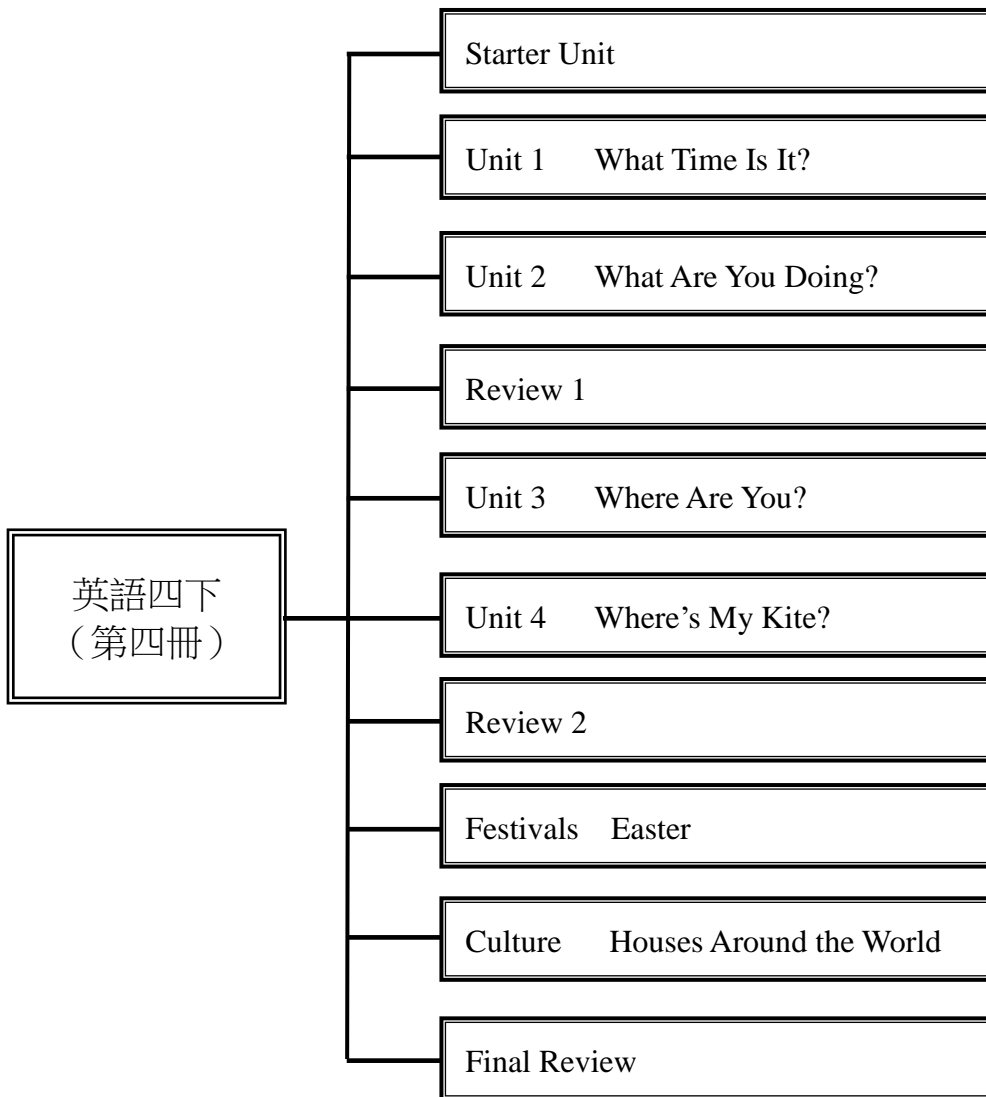 Starter Unit
Unit 1 What Time Is It?
Unit 2 What Are You Doing?
Review 1
Unit 3 Where Are You?
英語四下
（第四冊）
Unit 4 Where’s My Kite?
Review 2
Festivals Easter
Culture Houses Around the World
Final Review